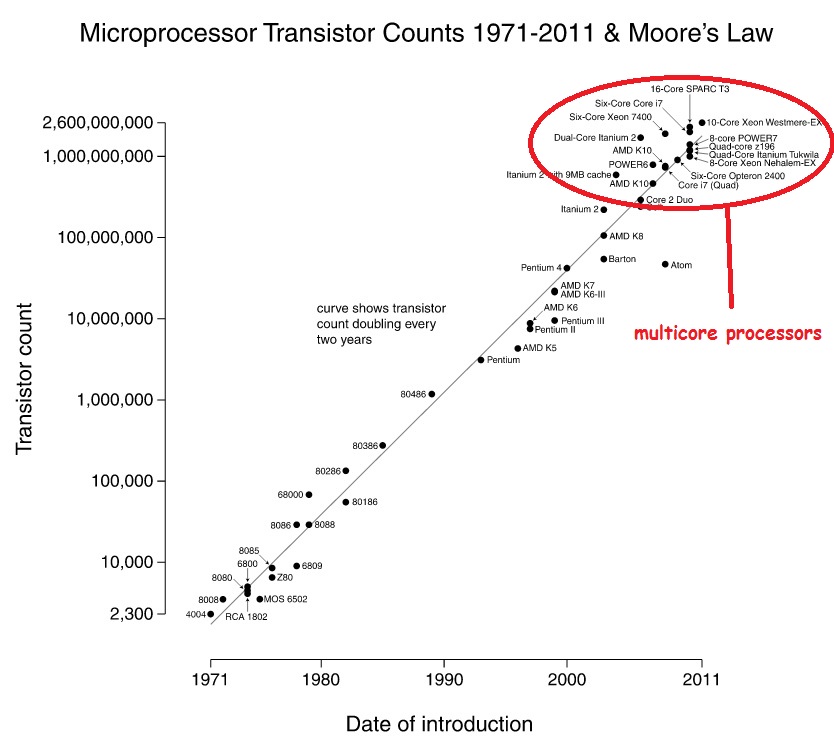 Microprocessor Transistor Counts 1971-2011 & Moore's Law
16-Core SPARC T3
Six-Core Core i7
Six-Core Xeon 7400
10-Core Xeon Westmere-EX
Dual-Core Itanium 2
8-core POWER7
Quad-core z196
AMD K10
Quad-Core Itanium Tukwila
POWER6
8-Core Xeon Nehalem-EX
Itanium 2 with 9MB cache
Six-Core Opteron 2400
AMD K10
Core i7 (Quad)
Core 2 Duo
Itanium 2
AMD K8
Barton
Pentium 4
Atom
AMD K7
AMD K6-III
AMD K6
Pentium III
Pentium II
AMD K5
Pentium
80486
80386
80286
68000
80186
8086
8088
8085
6800
6809
8080
Z80
8008
MOS 6502
4004
RCA 1802
curve shows transistor
count doubling every
two years
multicore processors
Transistor count
2,600,000,000
1,000,000,000
100,000,000
10,000,000
1,000,000
100,000
10,000
2,300
1971
1980
1990
2000
2011
Date of introduction